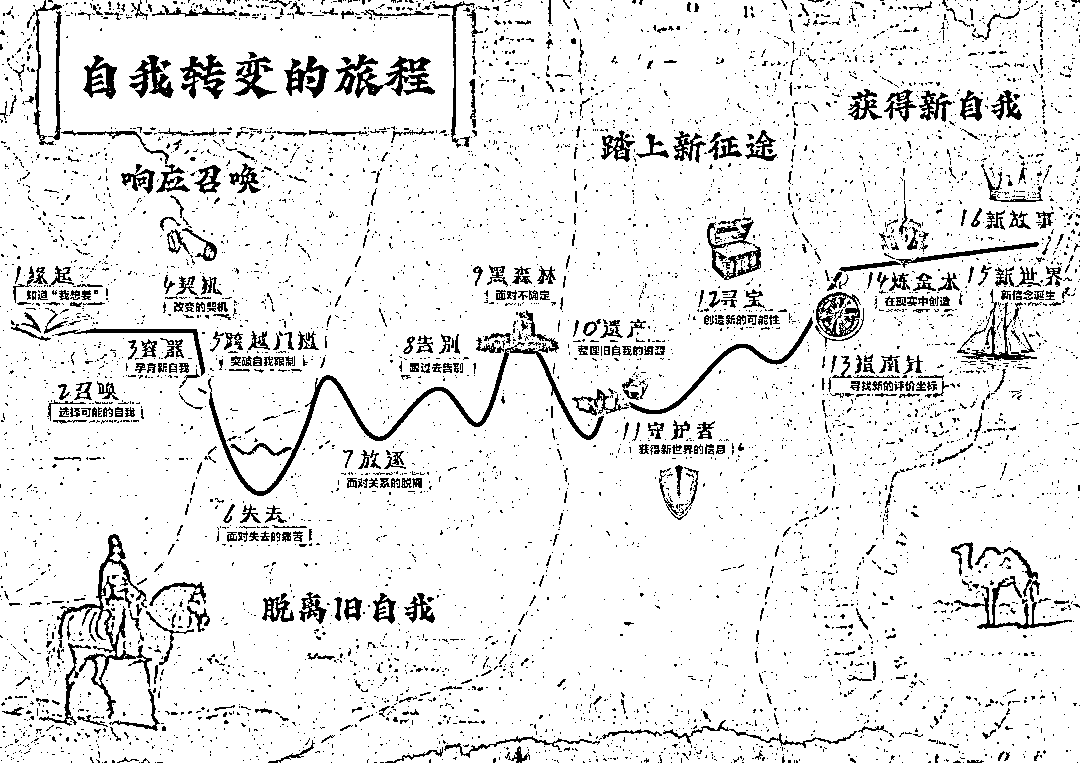 自我转变的旅程
响应召唤
1缘起
知道“我想要”
2召唤
选择可能的自我
3容器
孕育新自我
4契机
改变的契机
5跨越门槛
突破自我限制
脱离旧自我
6失去
面对失去的痛苦
7放逐
面对关系的脱离
8告别
与过去告别
9黑森林
面对不确定
踏上新征途
10遗产
整理旧自我的资源
11守护者
获得新世界的信息
12寻宝
创造新的可能性
13指南针
寻找新的评价坐标
获得新自我
14炼金术
在现实中创造
15新世界
新信念诞生
16新故事